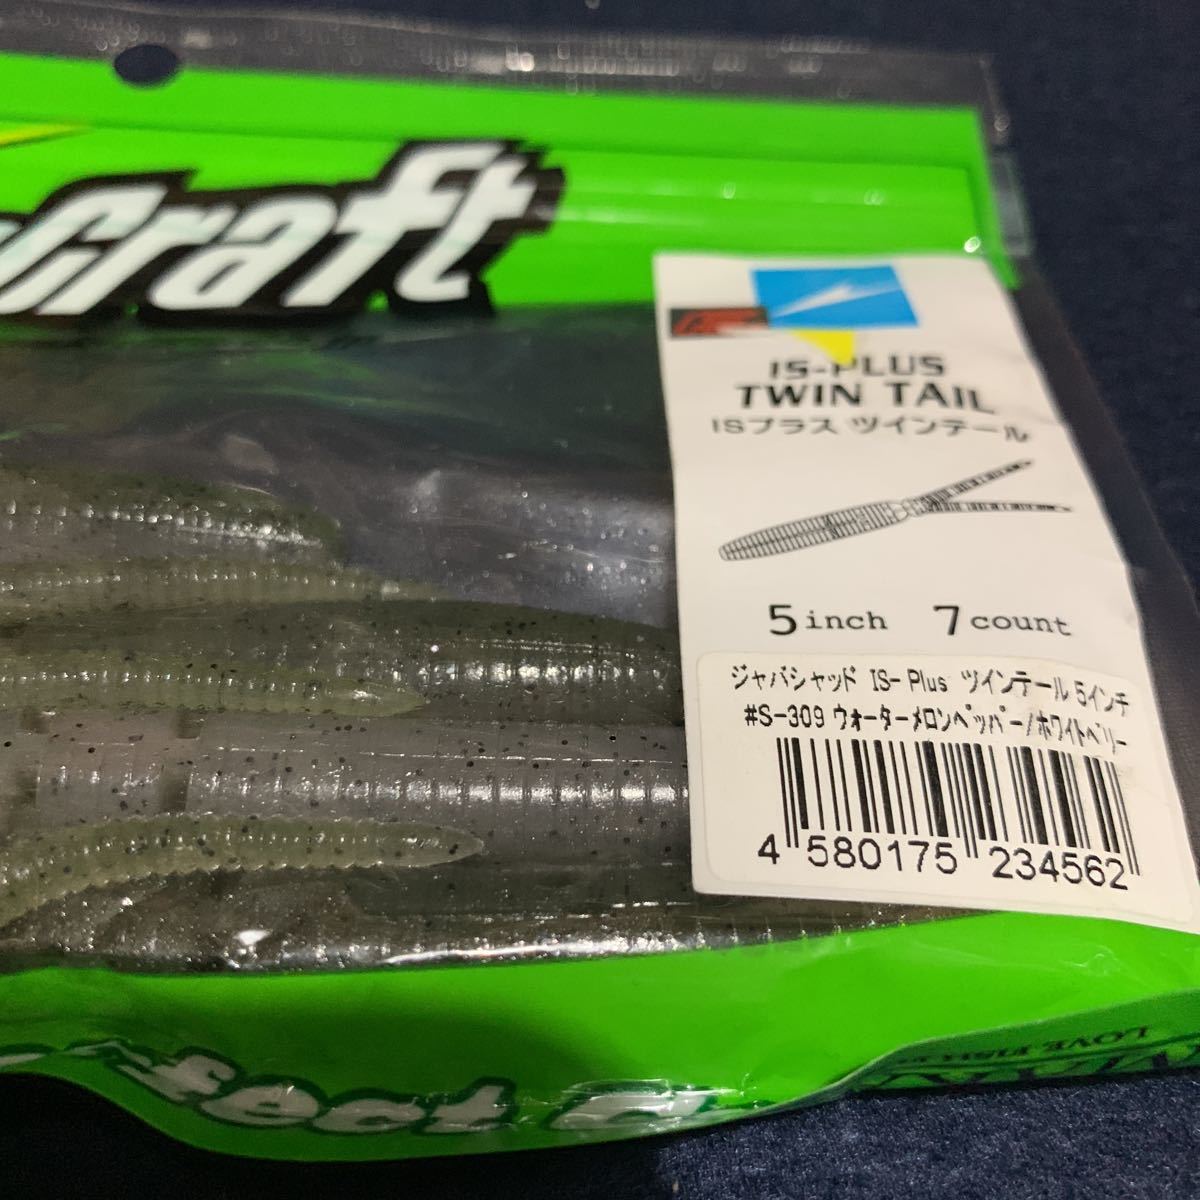 Craft
IS-PLUS
TWIN TAIL
ISプラス ツインテール
5inch 7count
ジャバシャッド IS-Plus ツインテール 5インチ
#S-309 ウォーターメロンペッパー/ホワイトベリー
4 580175 234562
LOVE